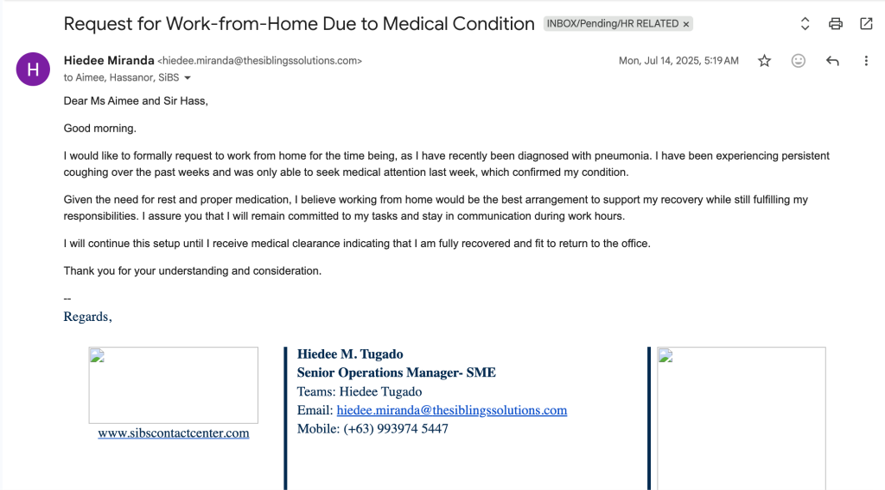 Request for Work-from-Home Due to Medical Condition INBOX/Pending/HR RELATED ×
H
Hiedee Miranda <hiedee.miranda@thesiblingssolutions.com> Mon, Jul 14, 2025, 5:19 AM
to Aimee, Hassanor, SiBS
Dear Ms Aimee and Sir Hass,
Good morning.
I would like to formally request to work from home for the time being, as I have recently been diagnosed with pneumonia. I have been experiencing persistent
coughing over the past weeks and was only able to seek medical attention last week, which confirmed my condition.
Given the need for rest and proper medication, I believe working from home would be the best arrangement to support my recovery while still fulfilling my
responsibilities. I assure you that I will remain committed to my tasks and stay in communication during work hours.
I will continue this setup until I receive medical clearance indicating that I am fully recovered and fit to return to the office.
Thank you for your understanding and consideration.
--
Regards,
www.sibscontactcenter.com
Hiedee M. Tugado
Senior Operations Manager- SME
Teams: Hiedee Tugado
Email: hiedee.miranda@thesiblingssolutions.com
Mobile: (+63) 993974 5447